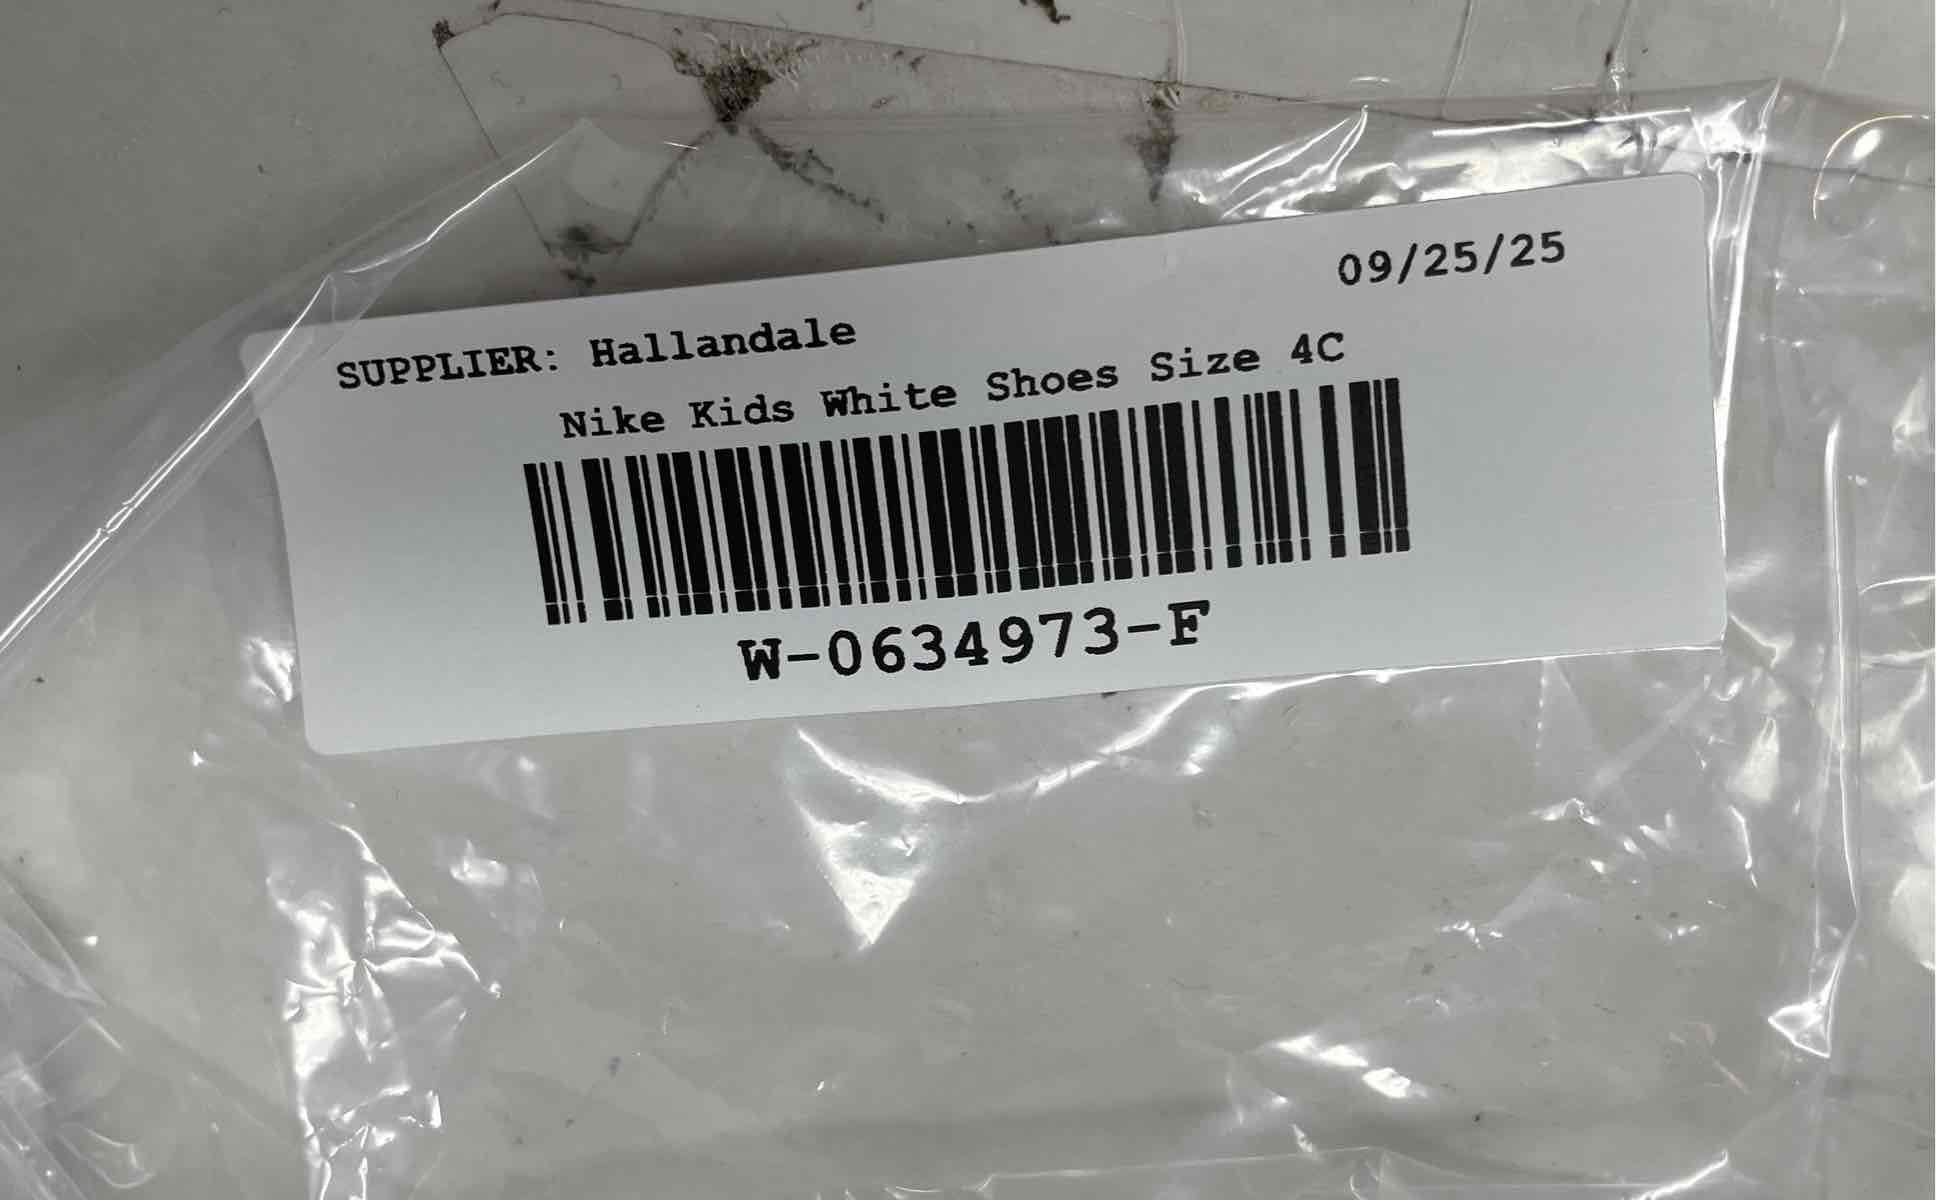 09/25/25
SUPPLIER: Hallandale
Nike Kids White Shoes Size 4C
W-0634973-F